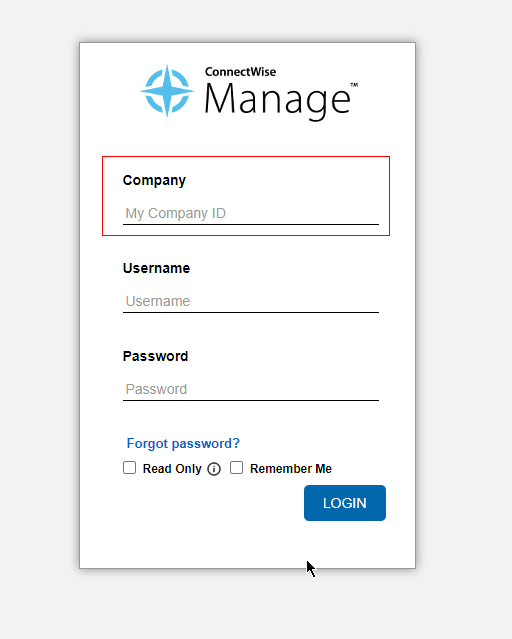 ConnectWise
Manage™
Company
My Company ID
Username
Username
Password
Password
Forgot password?
Read Only Remember Me
LOGIN